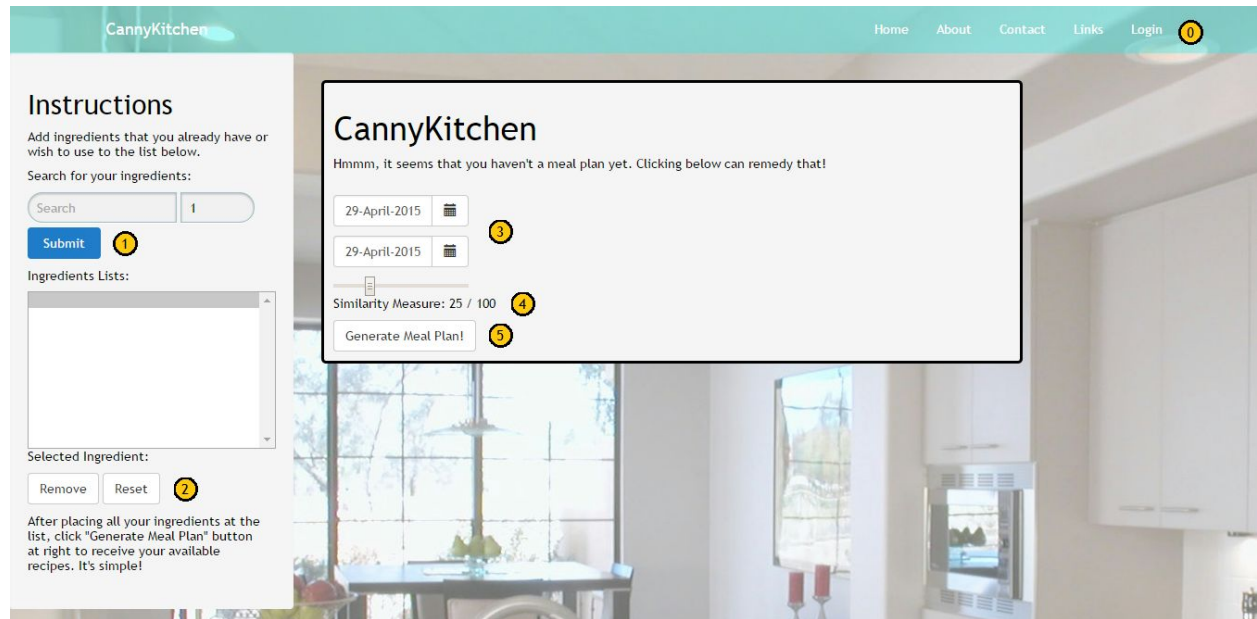 CannyKitchen
Home About Contact Links Login 0
Instructions
Add ingredients that you already have or
wish to use to the list below.
Search for your ingredients:
Search 1
Submit 1
Ingredients Lists:
Selected Ingredient:
Remove Reset 2
After placing all your ingredients at the
list, click "Generate Meal Plan" button
at right to receive your available
recipes. It's simple!
CannyKitchen
Hmmm, it seems that you haven't a meal plan yet. Clicking below can remedy that!
29-April-2015
3
29-April-2015
Similarity Measure: 25 / 100 4
Generate Meal Plan! 5